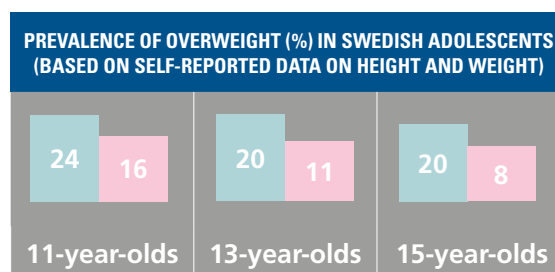 PREVALENCE OF OVERWEIGHT (%) IN SWEDISH ADOLESCENTS
(BASED ON SELF-REPORTED DATA ON HEIGHT AND WEIGHT)
24 16 20 11 20 8
11-year-olds 13-year-olds 15-year-olds